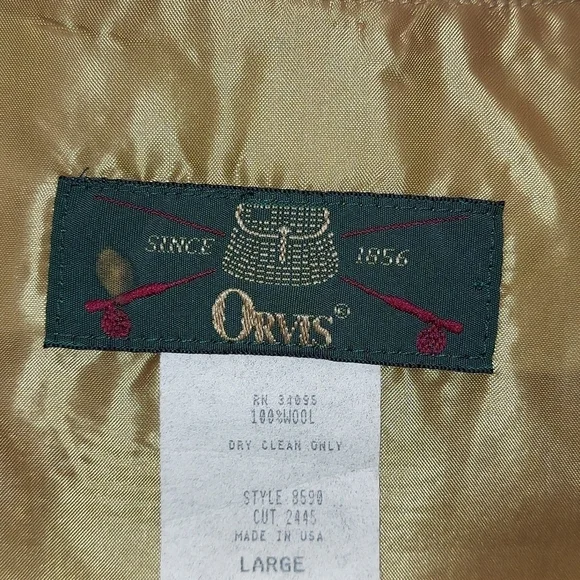 SINCE 1856
ORVIS®
RN 34095
100%WOOL
DRY CLEAN ONLY
STYLE 8590
CUT 2445
MADE IN USA
LARGE